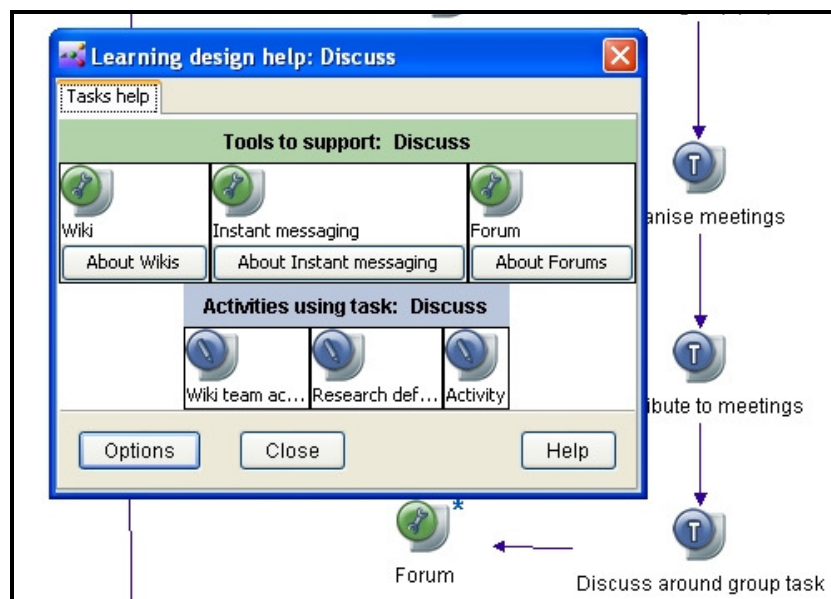 Learning design help: Discuss
Tasks help
Tools to support: Discuss
Wiki Instant messaging Forum
About Wikis About Instant messaging About Forums
Activities using task: Discuss
Wiki team ac... Research def... Activity
Options Close Help
T
anise meetings
T
ibute to meetings
T
*
Forum
Discuss around group task